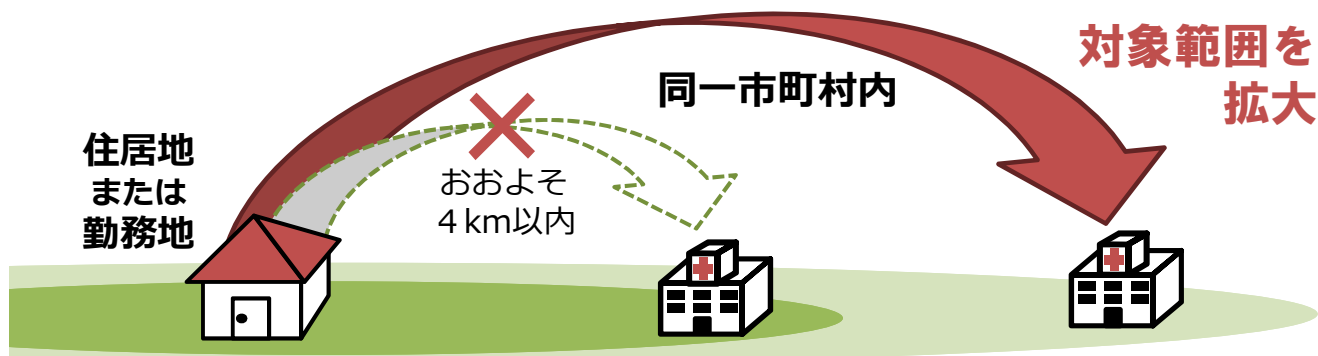 対象範囲を
拡大
同一市町村内
住居地
または
勤務地
おおよそ
４km以内